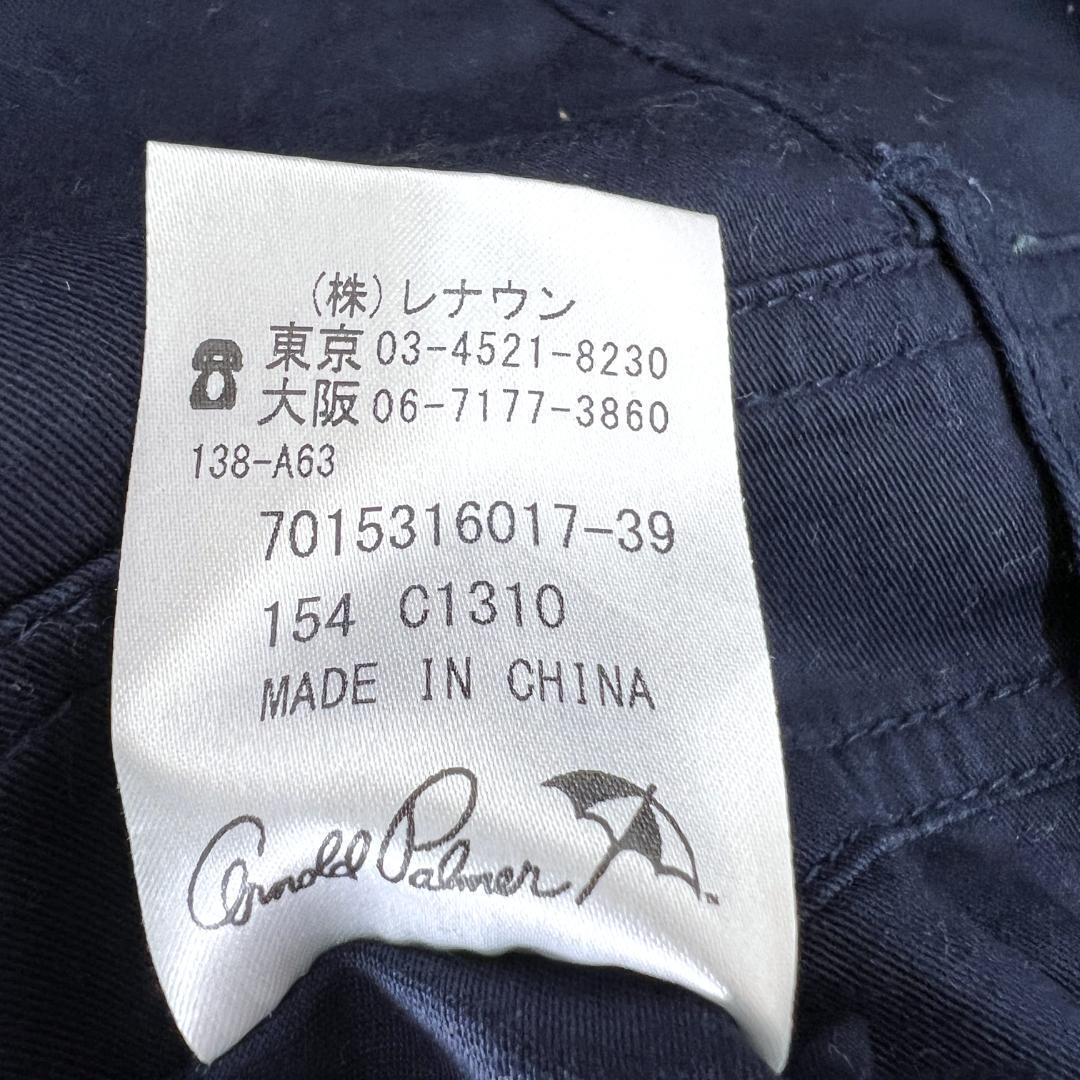 (株)レナウン
東京 03-4521-8230
大阪 06-7177-3860
138-A63
7015316017-39
154 C1310
MADE IN CHINA
Arnold Palmer TM